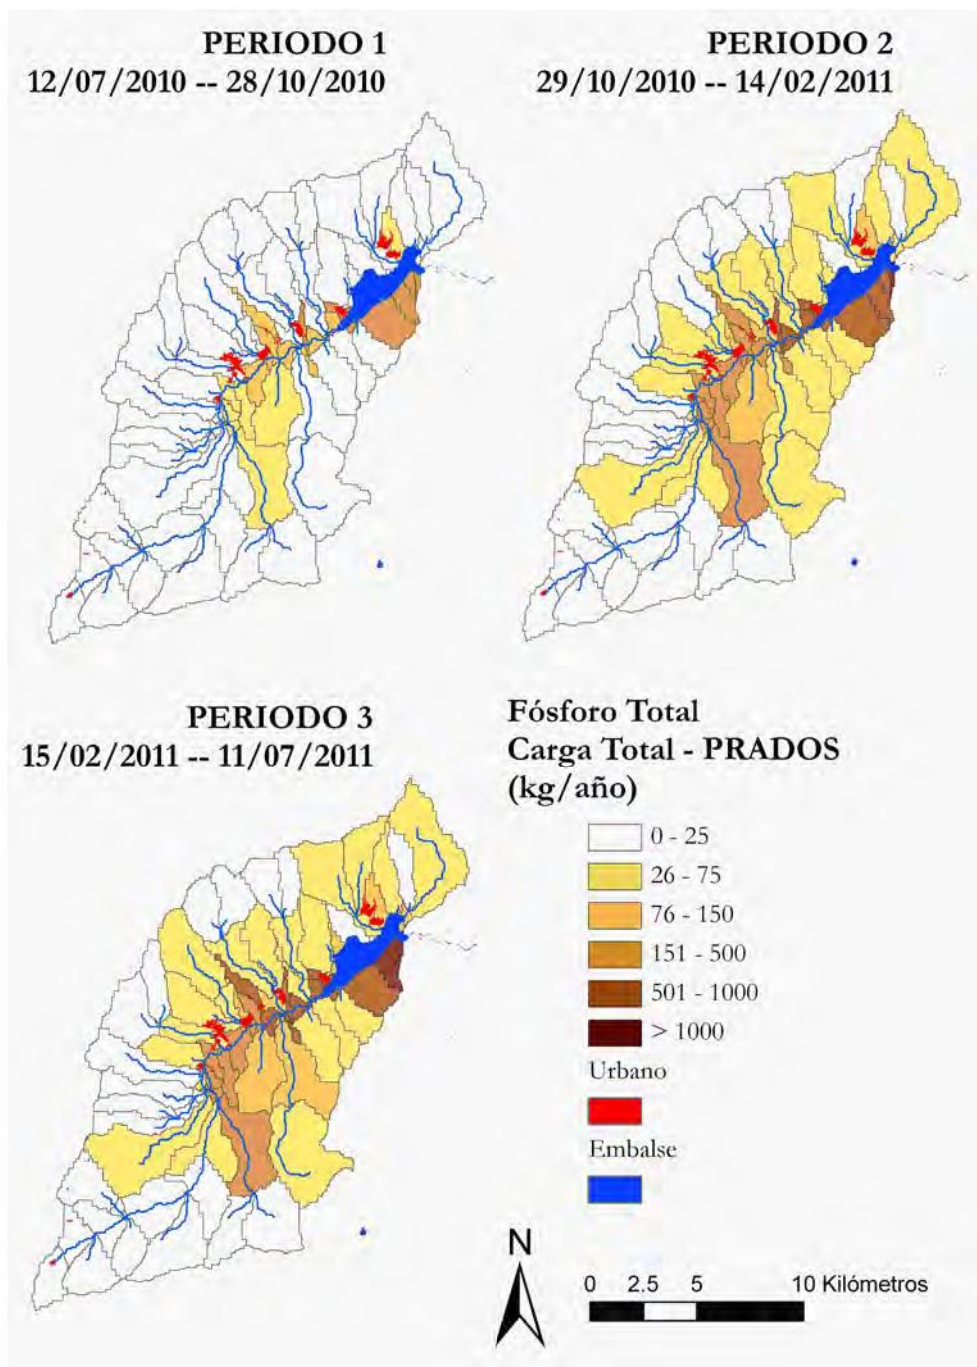 PERIODO 1
12/07/2010 -- 28/10/2010
PERIODO 2
29/10/2010 -- 14/02/2011
PERIODO 3
15/02/2011 -- 11/07/2011
Fósforo Total
Carga Total - PRADOS
(kg/año)
0 - 25
26 - 75
76 - 150
151 - 500
501 - 1000
> 1000
Urbano
Embalse
N
0 2.5 5 10 Kilómetros